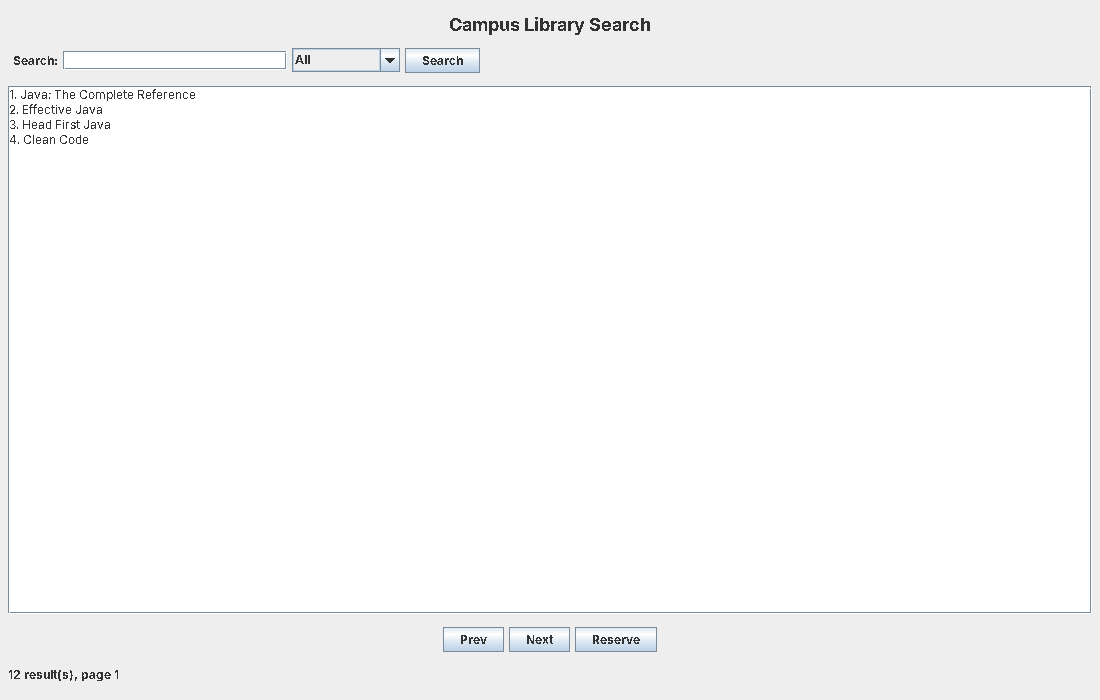 Campus Library Search
Search: All Search
1. Java: The Complete Reference
2. Effective Java
3. Head First Java
4. Clean Code
Prev Next Reserve
12 result(s), page 1